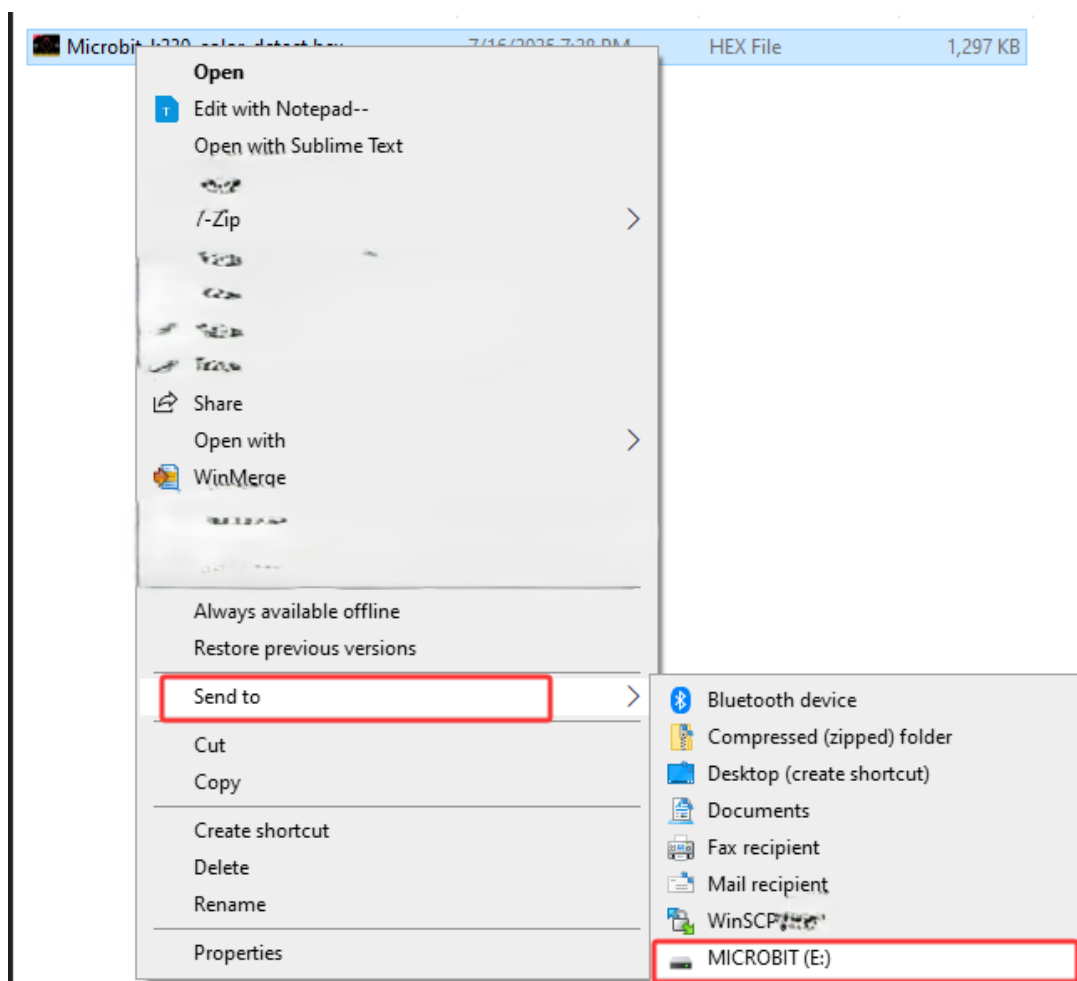 Microbit 7/16/2025 7:28 PM HEX File 1,297 KB
Open
Edit with Notepad--
Open with Sublime Text
7-Zip
Share
Open with
WinMerge
Always available offline
Restore previous versions
Send to
Cut
Copy
Create shortcut
Delete
Rename
Properties
Bluetooth device
Compressed (zipped) folder
Desktop (create shortcut)
Documents
Fax recipient
Mail recipient
WinSCP
MICROBIT (E:)